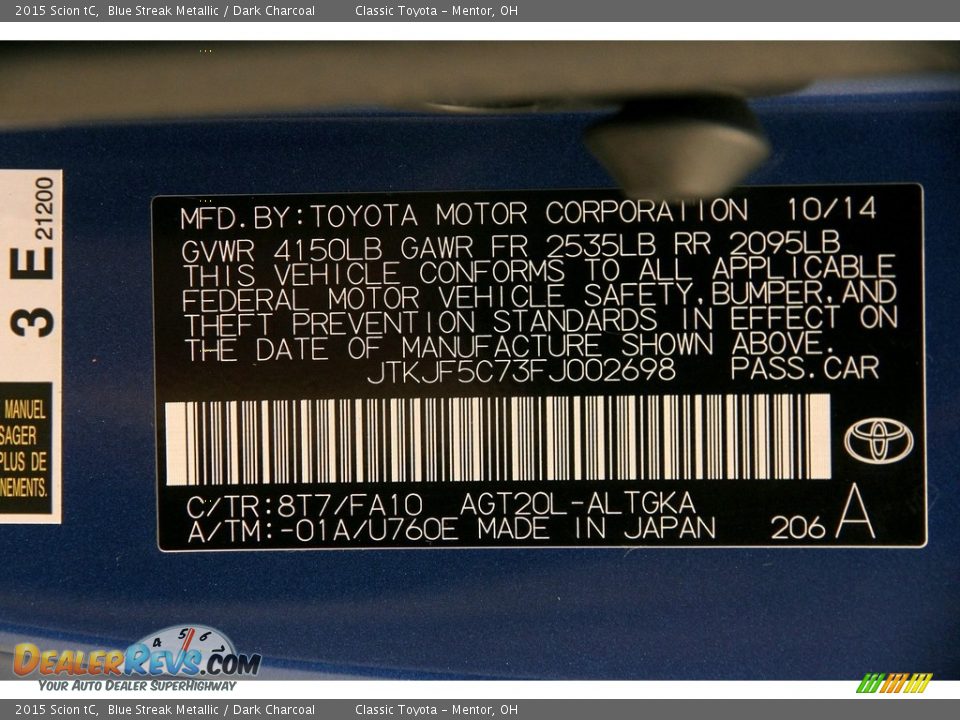 2015 Scion tC, Blue Streak Metallic / Dark Charcoal Classic Toyota – Mentor, OH
3 E 21200
MANUEL
SAGER
PLUS DE
NEMENTS.
MFD.BY:TOYOTA MOTOR CORPORATION 10/14
GVWR 4150LB GAWR FR 2535LB RR 2095LB
THIS VEHICLE CONFORMS TO ALL APPLICABLE
FEDERAL MOTOR VEHICLE SAFETY,BUMPER,AND
THEFT PREVENTION STANDARDS IN EFFECT ON
THE DATE OF MANUFACTURE SHOWN ABOVE.
JTKJF5C73FJ002698 PASS.CAR
C/TR:8T7/FA10 AGT20L-ALTGKA
A/TM:-01A/U760E MADE IN JAPAN 206 A
4 5 6
DEALERREVS.COM
YOUR AUTO DEALER SUPERHIGHWAY
2015 Scion tC, Blue Streak Metallic / Dark Charcoal Classic Toyota – Mentor, OH